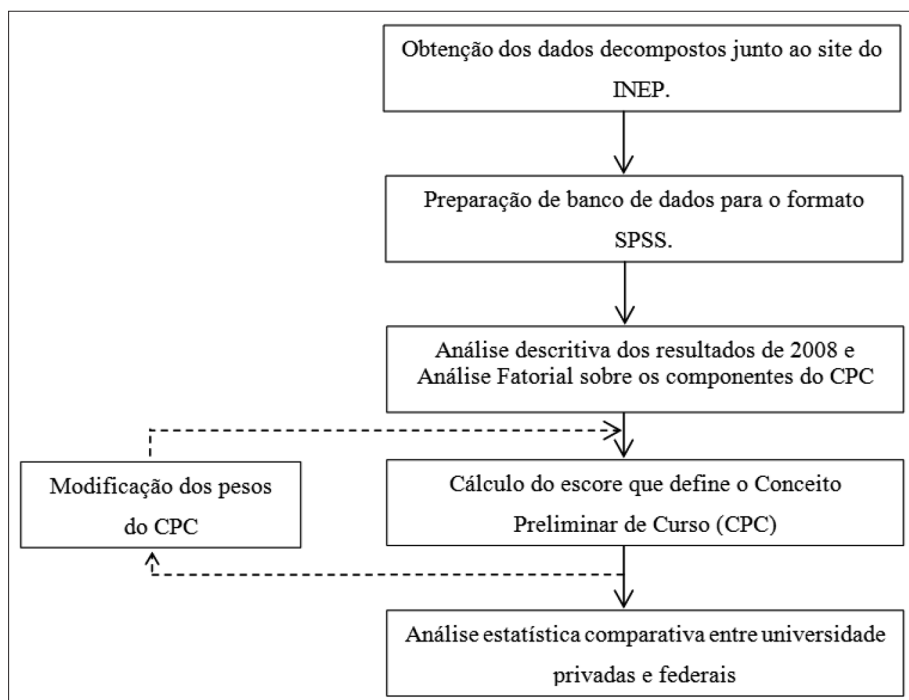 Obtenção dos dados decompostos junto ao site do
INEP.
Preparação de banco de dados para o formato
SPSS.
Análise descritiva dos resultados de 2008 e
Análise Fatorial sobre os componentes do CPC
Modificação dos pesos
do CPC
Cálculo do escore que define o Conceito
Preliminar de Curso (CPC)
Análise estatística comparativa entre universidade
privadas e federais